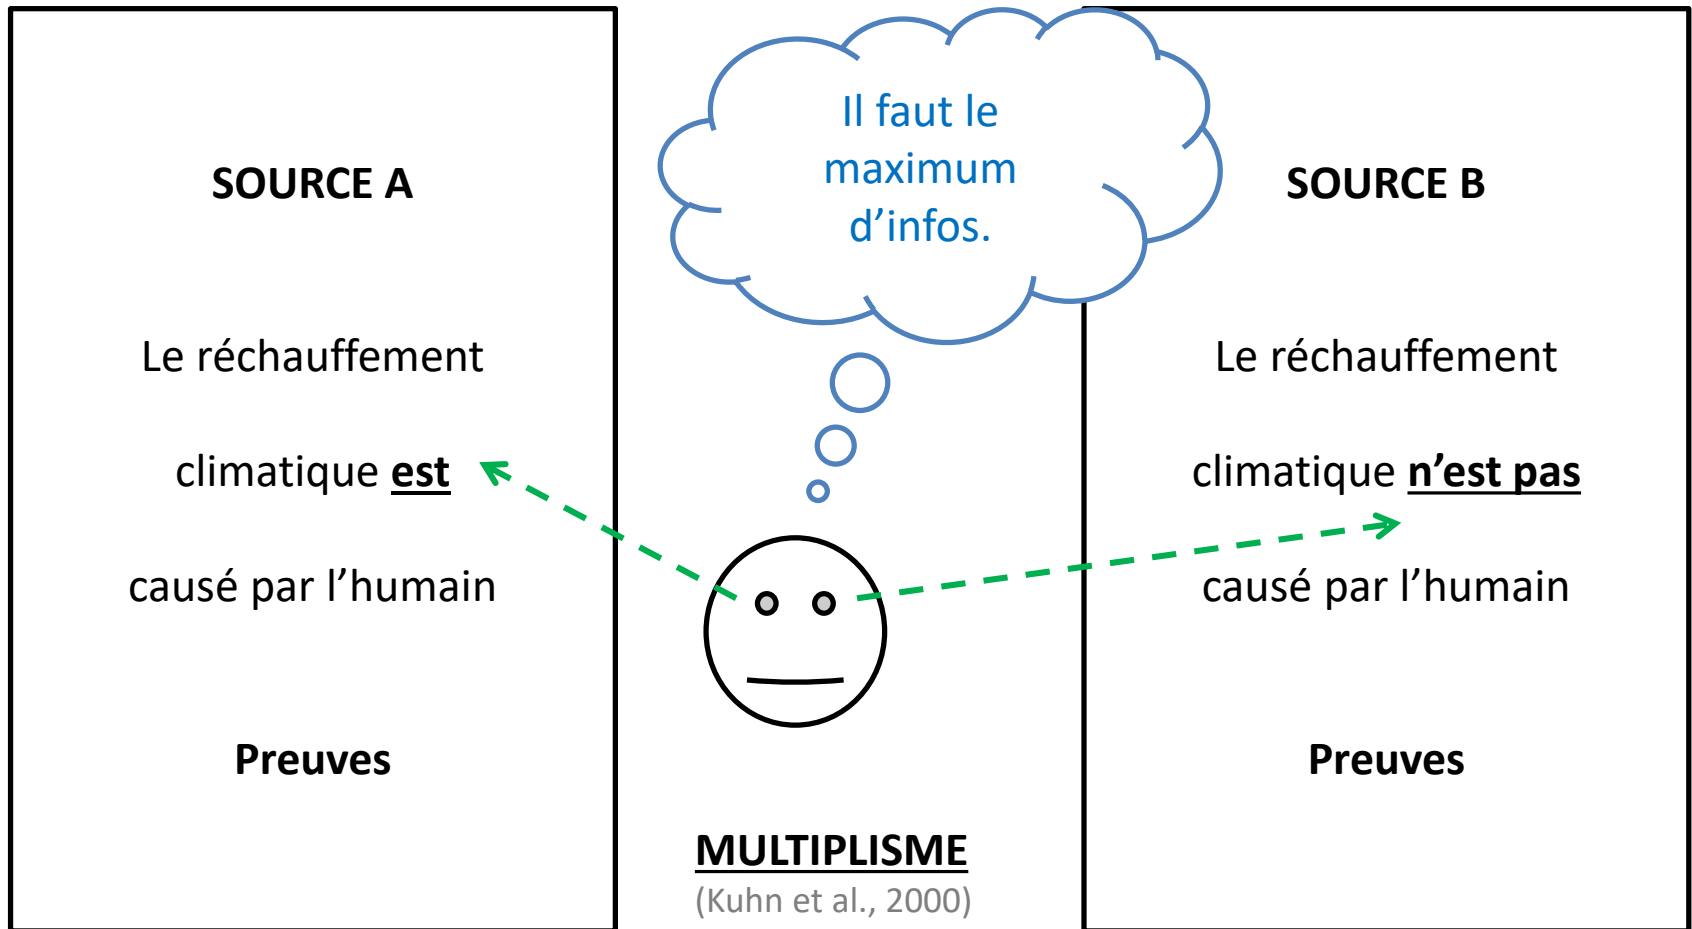 SOURCE A
Le réchauffement
climatique est
causé par l’humain
Preuves
Il faut le
maximum
d’infos.
MULTIPLISME
(Kuhn et al., 2000)
SOURCE B
Le réchauffement
climatique n’est pas
causé par l’humain
Preuves